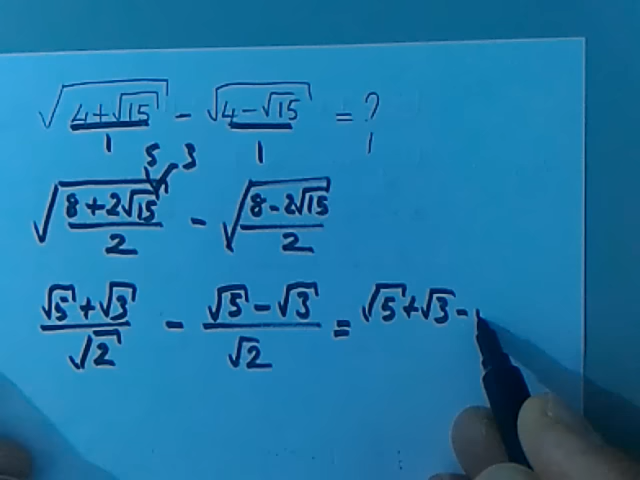 √(4+√15) - √(4-√15) = ?
1 1 1
5 3
√((8+2√15)/2) - √((8-2√15)/2)
(√5+√3)/√2 - (√5-√3)/√2 = √5+√3-